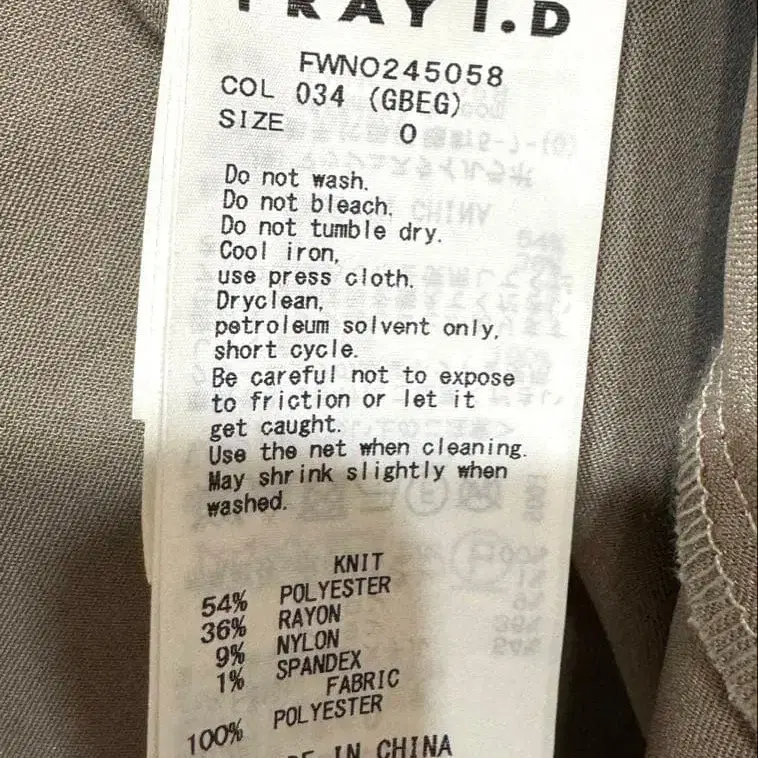 FRAY I.D
FWNO245058
COL 034 (GBEG)
SIZE 0
Do not wash.
Do not bleach.
Do not tumble dry.
Cool iron,
use press cloth.
Dryclean,
petroleum solvent only,
short cycle.
Be careful not to expose
to friction or let it
get caught.
Use the net when cleaning.
May shrink slightly when
washed.
KNIT
54% POLYESTER
36% RAYON
9% NYLON
1% SPANDEX
FABRIC
100% POLYESTER
IN CHINA